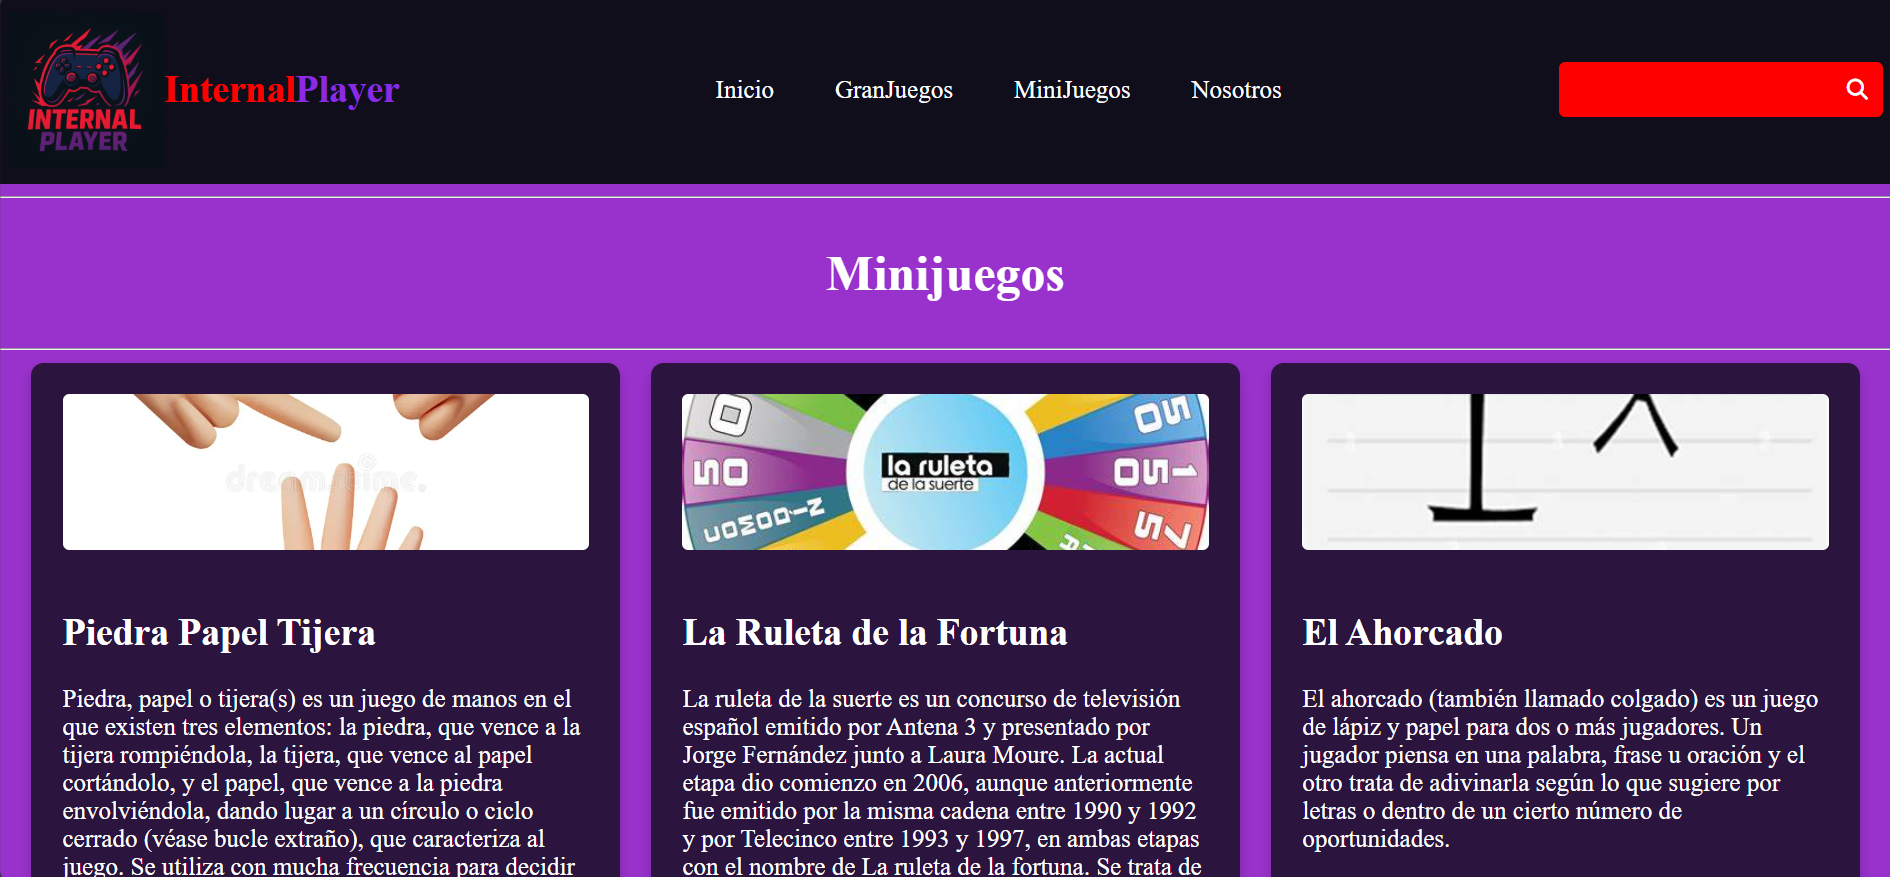 INTERNAL
PLAYER
InternalPlayer
Inicio
GranJuegos
MiniJuegos
Nosotros
Minijuegos
dreamstime.
Piedra Papel Tijera
Piedra, papel o tijera(s) es un juego de manos en el
que existen tres elementos: la piedra, que vence a la
tijera rompiéndola, la tijera, que vence al papel
cortándolo, y el papel, que vence a la piedra
envolviéndola, dando lugar a un círculo o ciclo
cerrado (véase bucle extraño), que caracteriza al
juego. Se utiliza con mucha frecuencia para decidir
0
50
50
150
75
la ruleta
de la suerte
La Ruleta de la Fortuna
La ruleta de la suerte es un concurso de televisión
español emitido por Antena 3 y presentado por
Jorge Fernández junto a Laura Moure. La actual
etapa dio comienzo en 2006, aunque anteriormente
fue emitido por la misma cadena entre 1990 y 1992
y por Telecinco entre 1993 y 1997, en ambas etapas
con el nombre de La ruleta de la fortuna. Se trata de
El Ahorcado
El ahorcado (también llamado colgado) es un juego
de lápiz y papel para dos o más jugadores. Un
jugador piensa en una palabra, frase u oración y el
otro trata de adivinarla según lo que sugiere por
letras o dentro de un cierto número de
oportunidades.